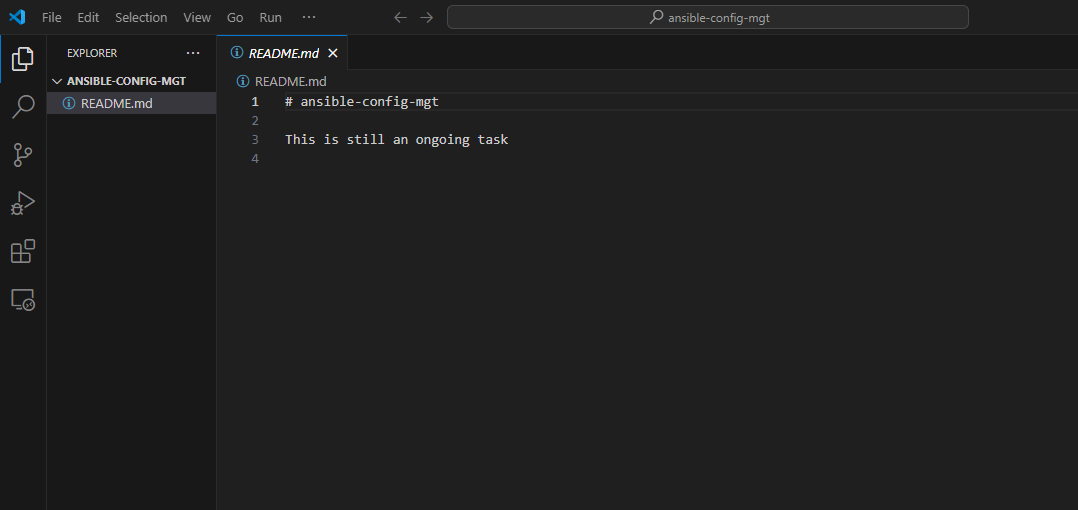 File Edit Selection View Go Run ···
ansible-config-mgt
EXPLORER ···
ANSIBLE-CONFIG-MGT
README.md
README.md
README.md
1 # ansible-config-mgt
2
3 This is still an ongoing task
4